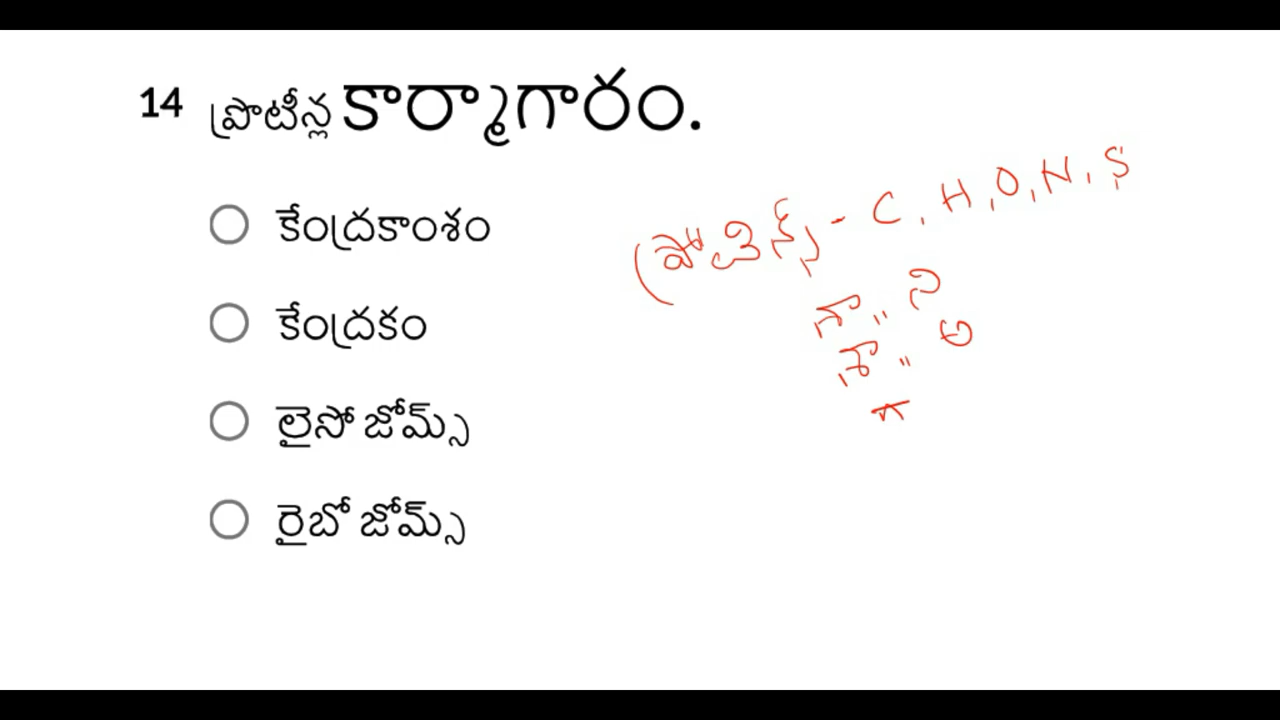 14 ప్రొటీన్ల కార్మాగారం.
కేంద్రకాంశం
కేంద్రకం
లైసో జోమ్స్
రైబో జోమ్స్
ప్రోటిన్స్ - C, H, O, N, S